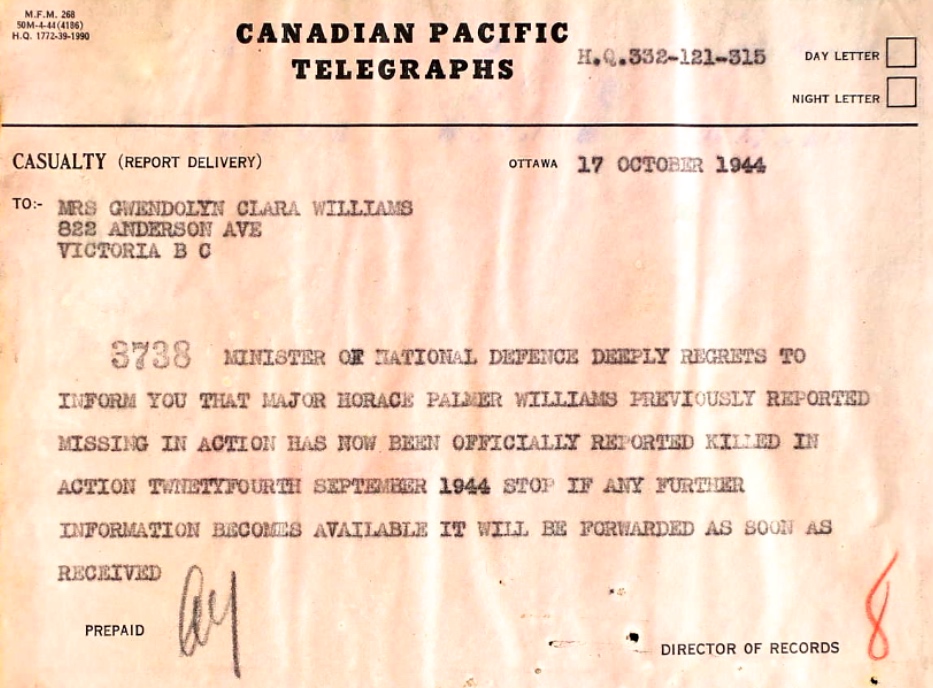 M.F.M. 268
50M-4-44 (4186)
H.Q. 1772-39-1990
CANADIAN PACIFIC
TELEGRAPHS
H.Q.332-121-315
DAY LETTER
NIGHT LETTER
CASUALTY (REPORT DELIVERY) OTTAWA 17 OCTOBER 1944
TO:- MRS GWENDOLYN CLARA WILLIAMS
822 ANDERSON AVE
VICTORIA B C
3738 MINISTER OF NATIONAL DEFENCE DEEPLY REGRETS TO
INFORM YOU THAT MAJOR HORACE PALMER WILLIAMS PREVIOUSLY REPORTED
MISSING IN ACTION HAS NOW BEEN OFFICIALLY REPORTED KILLED IN
ACTION TWNETYFOURTH SEPTEMBER 1944 STOP IF ANY FURTHER
INFORMATION BECOMES AVAILABLE IT WILL BE FORWARDED AS SOON AS
RECEIVED
PREPAID
DIRECTOR OF RECORDS 8